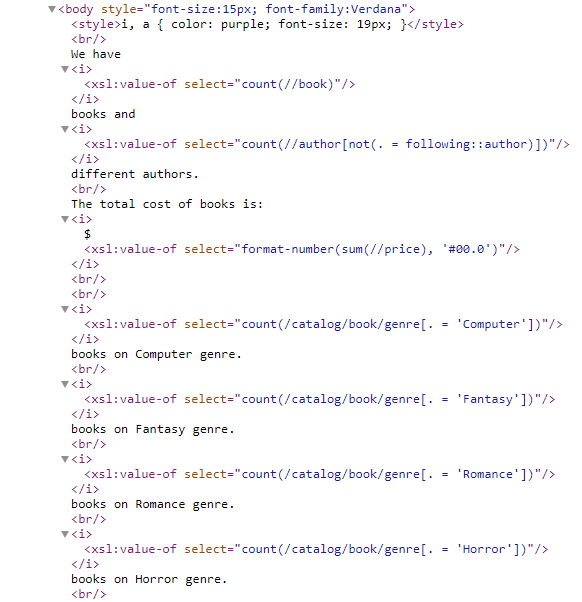 ▼<body style="font-size:15px; font-family:Verdana">
<style>i, a { color: purple; font-size: 19px; }</style>
<br/>
We have
▼<i>
<xsl:value-of select="count(//book)"/>
</i>
books and
▼<i>
<xsl:value-of select="count(//author[not(. = following::author)])"/>
</i>
different authors.
<br/>
The total cost of books is:
▼<i>
$
<xsl:value-of select="format-number(sum(//price), '#00.0')"/>
</i>
<br/>
<br/>
▼<i>
<xsl:value-of select="count(/catalog/book/genre[. = 'Computer'])"/>
</i>
books on Computer genre.
<br/>
▼<i>
<xsl:value-of select="count(/catalog/book/genre[. = 'Fantasy'])"/>
</i>
books on Fantasy genre.
<br/>
▼<i>
<xsl:value-of select="count(/catalog/book/genre[. = 'Romance'])"/>
</i>
books on Romance genre.
<br/>
▼<i>
<xsl:value-of select="count(/catalog/book/genre[. = 'Horror'])"/>
</i>
books on Horror genre.
<br/>